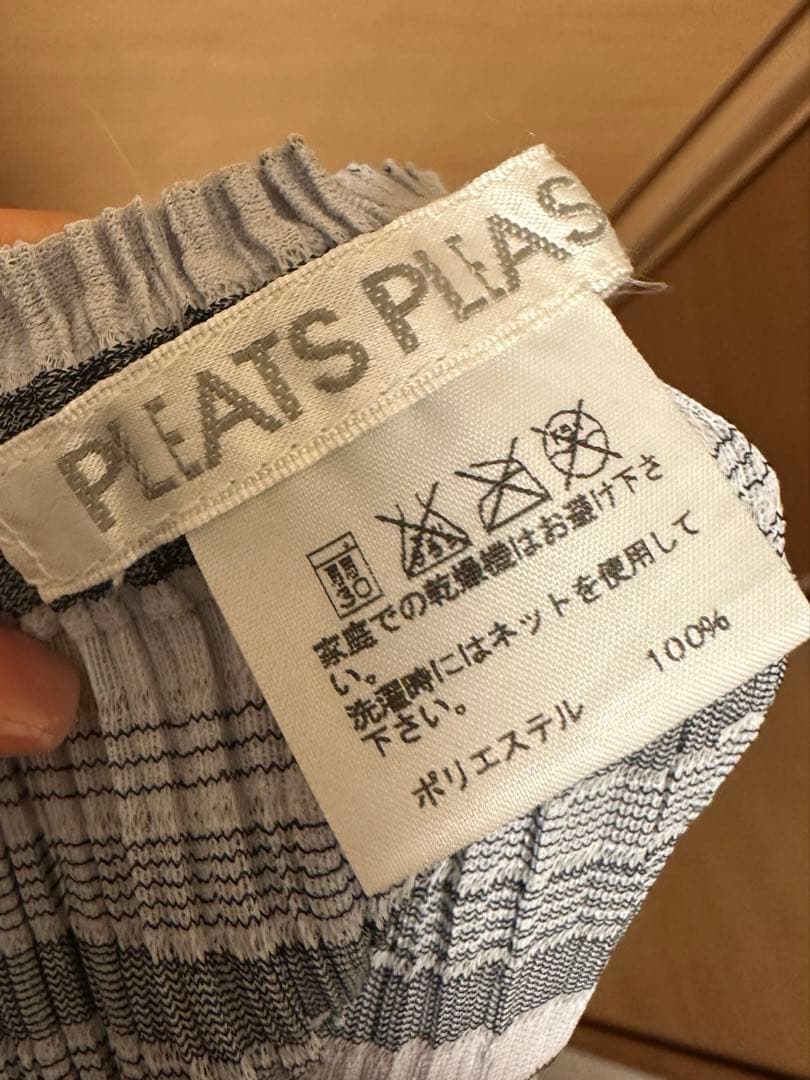 PLEATS PLEAS
家庭での乾燥機はお避け下さ
い。
洗濯時にはネットを使用して
下さい。
ポリエステル 100%